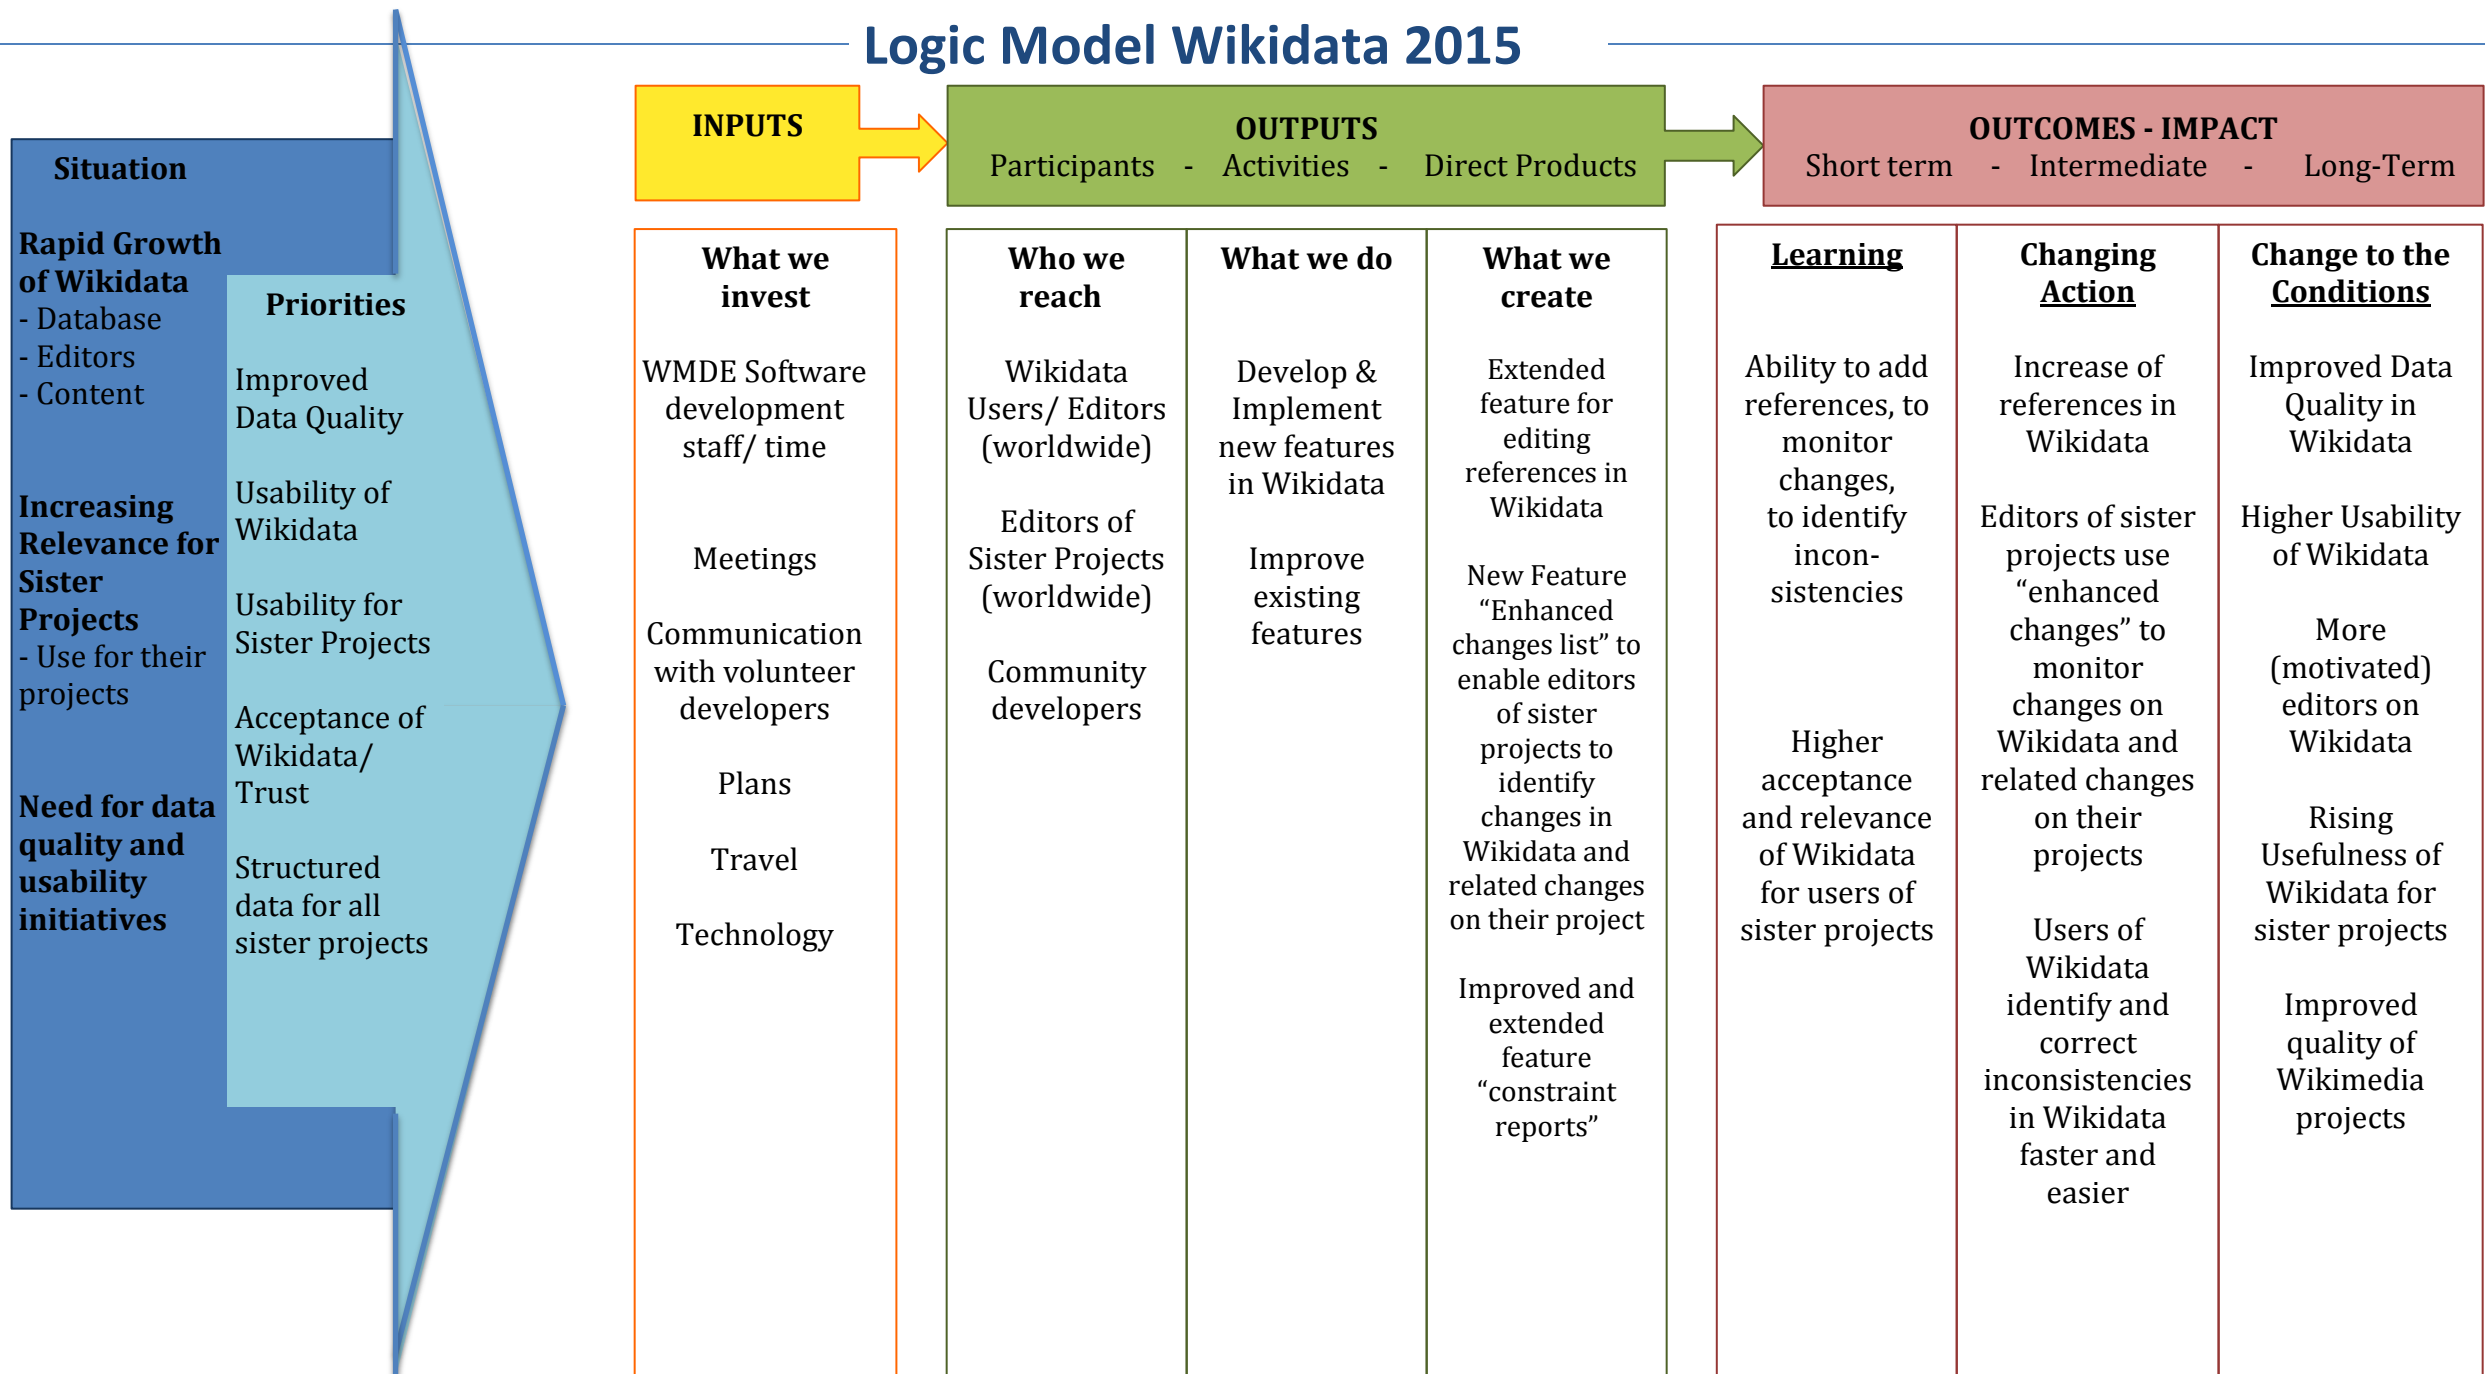 Logic Model Wikidata 2015
Situation
Rapid Growth
of Wikidata
- Database
- Editors
- Content
Increasing
Relevance for
Sister
Projects
- Use for their
projects
Need for data
quality and
usability
initiatives
Priorities
Improved
Data Quality
Usability of
Wikidata
Usability for
Sister Projects
Acceptance of
Wikidata/
Trust
Structured
data for all
sister projects
INPUTS
What we
invest
WMDE Software
development
staff/ time
Meetings
Communication
with volunteer
developers
Plans
Travel
Technology
OUTPUTS
Participants - Activities - Direct Products
Who we
reach
Wikidata
Users/ Editors
(worldwide)
Editors of
Sister Projects
(worldwide)
Community
developers
What we do
Develop &
Implement
new features
in Wikidata
Improve
existing
features
What we
create
Extended
feature for
editing
references in
Wikidata
New Feature
“Enhanced
changes list” to
enable editors
of sister
projects to
identify
changes in
Wikidata and
related changes
on their project
Improved and
extended
feature
“constraint
reports”
OUTCOMES - IMPACT
Short term - Intermediate - Long-Term
Learning
Ability to add
references, to
monitor
changes,
to identify
incon-
sistencies
Higher
acceptance
and relevance
of Wikidata
for users of
sister projects
Changing
Action
Increase of
references in
Wikidata
Editors of sister
projects use
“enhanced
changes” to
monitor
changes on
Wikidata and
related changes
on their
projects
Users of
Wikidata
identify and
correct
inconsistencies
in Wikidata
faster and
easier
Change to the
Conditions
Improved Data
Quality in
Wikidata
Higher Usability
of Wikidata
More
(motivated)
editors on
Wikidata
Rising
Usefulness of
Wikidata for
sister projects
Improved
quality of
Wikimedia
projects